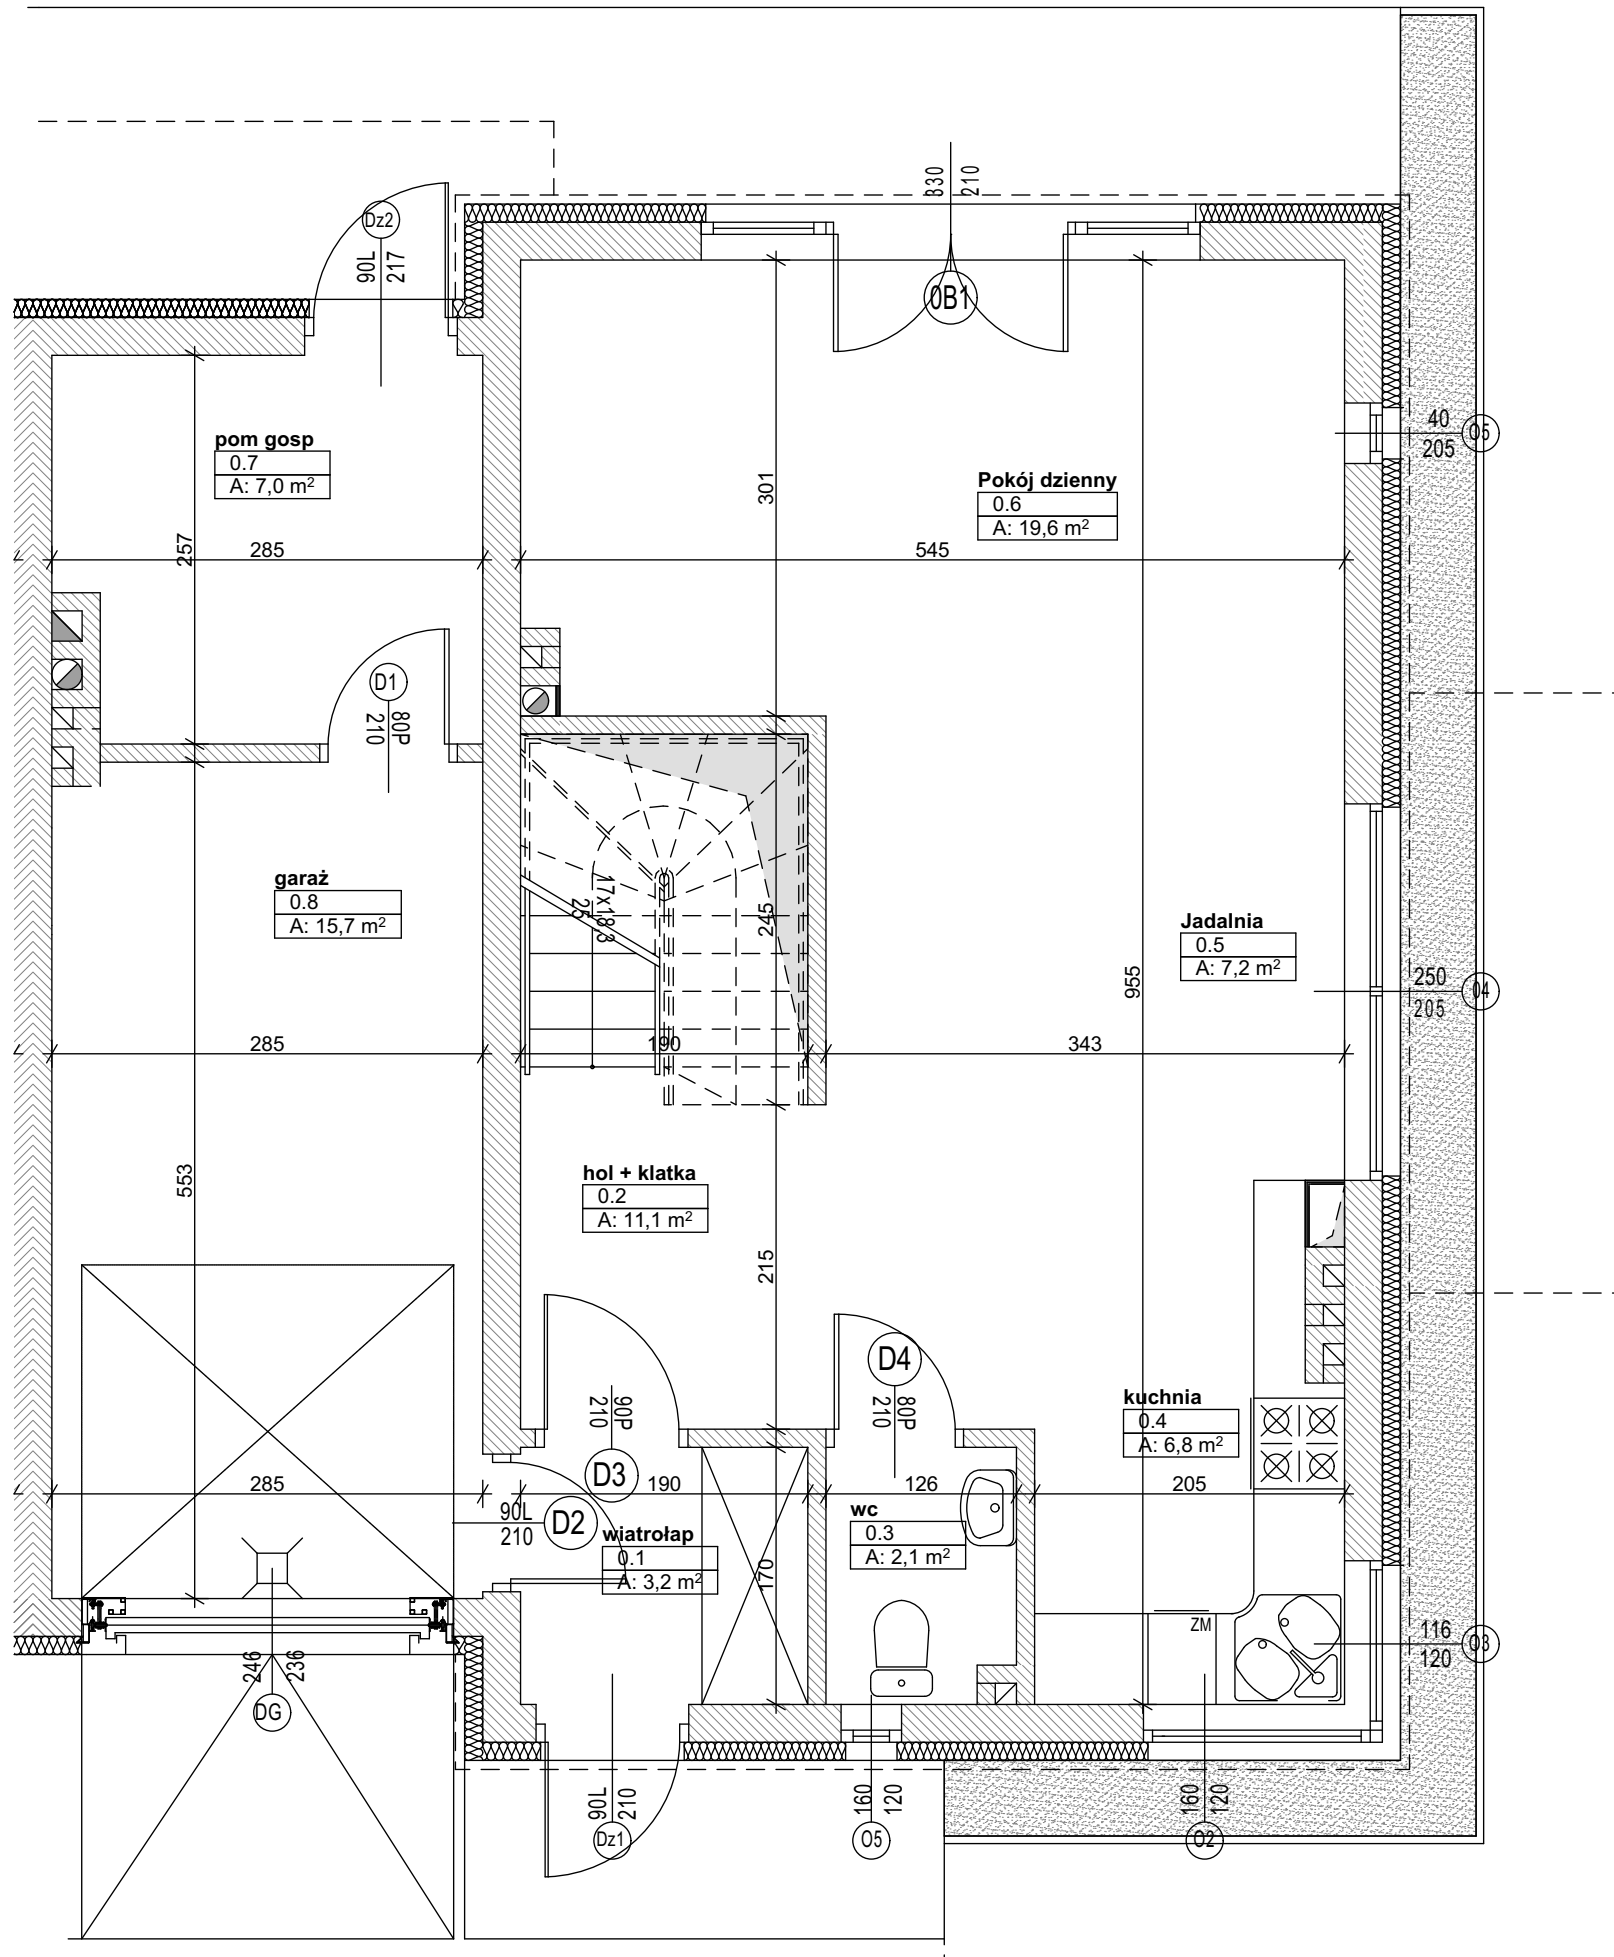 330
210
Dz2
90L
217
0B1
40
205
O5
pom gosp
0.7
A: 7,0 m²
Pokój dzienny
0.6
A: 19,6 m²
301
257
285
545
D1
80P
210
garaż
0.8
A: 15,7 m²
17x18,3
25
245
Jadalnia
0.5
A: 7,2 m²
955
250
205
04
285
190
343
553
hol + klatka
0.2
A: 11,1 m²
215
D4
80P
210
90P
210
D3
kuchnia
0.4
A: 6,8 m²
285
190
126
205
90L
210
D2
wiatrołap
0.1
A: 3,2 m²
170
wc
0.3
A: 2,1 m²
ZM
116
120
03
246
236
DG
90L
210
Dz1
160
120
O5
160
120
O2